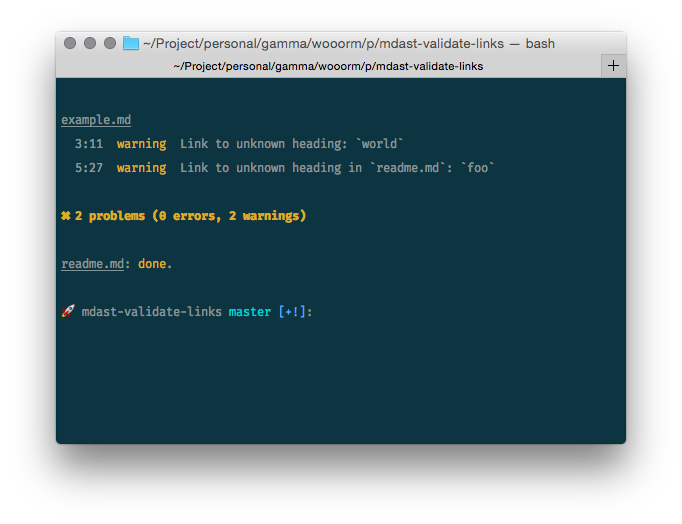 ~/Project/personal/gamma/wooorm/p/mdast-validate-links — bash
~/Project/personal/gamma/wooorm/p/mdast-validate-links +
example.md
3:11 warning Link to unknown heading: `world`
5:27 warning Link to unknown heading in `readme.md`: `foo`
✖ 2 problems (0 errors, 2 warnings)
readme.md: done.
🚀 mdast-validate-links master [+!]: